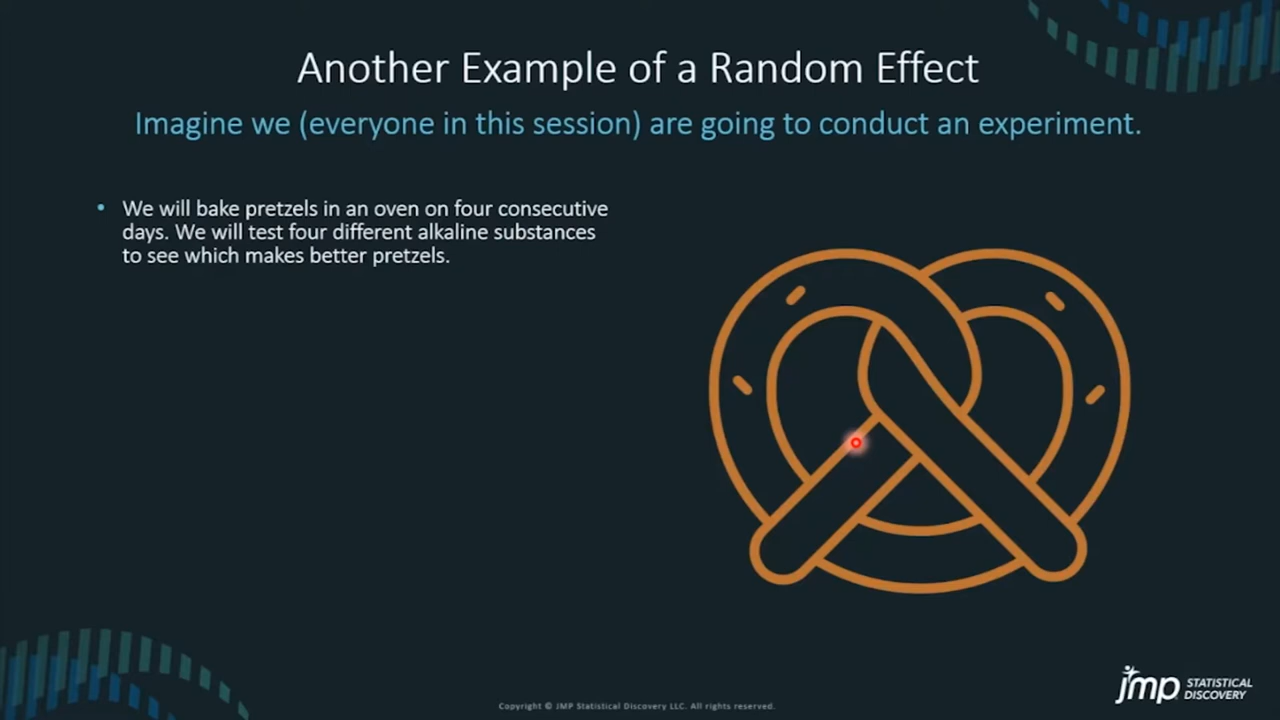 Another Example of a Random Effect
Imagine we (everyone in this session) are going to conduct an experiment.
• We will bake pretzels in an oven on four consecutive
days. We will test four different alkaline substances
to see which makes better pretzels.
jmp STATISTICAL
DISCOVERY
Copyright © JMP Statistical Discovery LLC. All rights reserved.